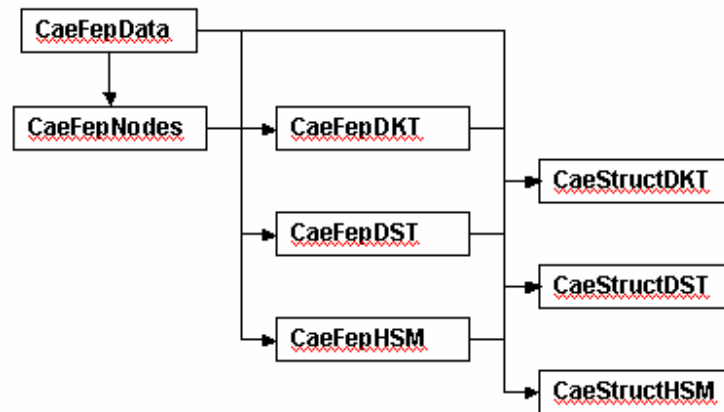 CaeFepData
CaeFepNodes
CaeFepDKT
CaeStructDKT
CaeFepDST
CaeStructDST
CaeFepHSM
CaeStructHSM